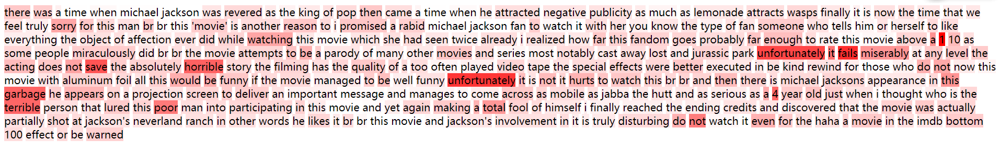 there was a time when michael jackson was revered as the king of pop then came a time when he attracted negative publicity as much as lemonade attracts wasps finally it is now the time that we
feel truly sorry for this man br br this 'movie' is another reason to i promised a rabid michael jackson fan to watch it with her you know the type of fan someone who tells him or herself to like
everything the object of affection ever did while watching this movie which she had seen twice already i realized how far this fandom goes probably far enough to rate this movie above a 1 10 as
some people miraculously did br br the movie attempts to be a parody of many other movies and series most notably cast away lost and jurassic park unfortunately it fails miserably at any level the
acting does not save the absolutely horrible story the filming has the quality of a too often played video tape the special effects were better executed in be kind rewind for those who do not now this
movie with aluminum foil all this would be funny if the movie managed to be well funny unfortunately it is not it hurts to watch this br br and then there is michael jacksons appearance in this
garbage he appears on a projection screen to deliver an important message and manages to come across as mobile as jabba the hutt and as serious as a 4 year old just when i thought who is the
terrible person that lured this poor man into participating in this movie and yet again making a total fool of himself i finally reached the ending credits and discovered that the movie was actually
partially shot at jackson's neverland ranch in other words he likes it br br this movie and jackson's involvement in it is truly disturbing do not watch it even for the haha a movie in the imdb bottom
100 effect or be warned